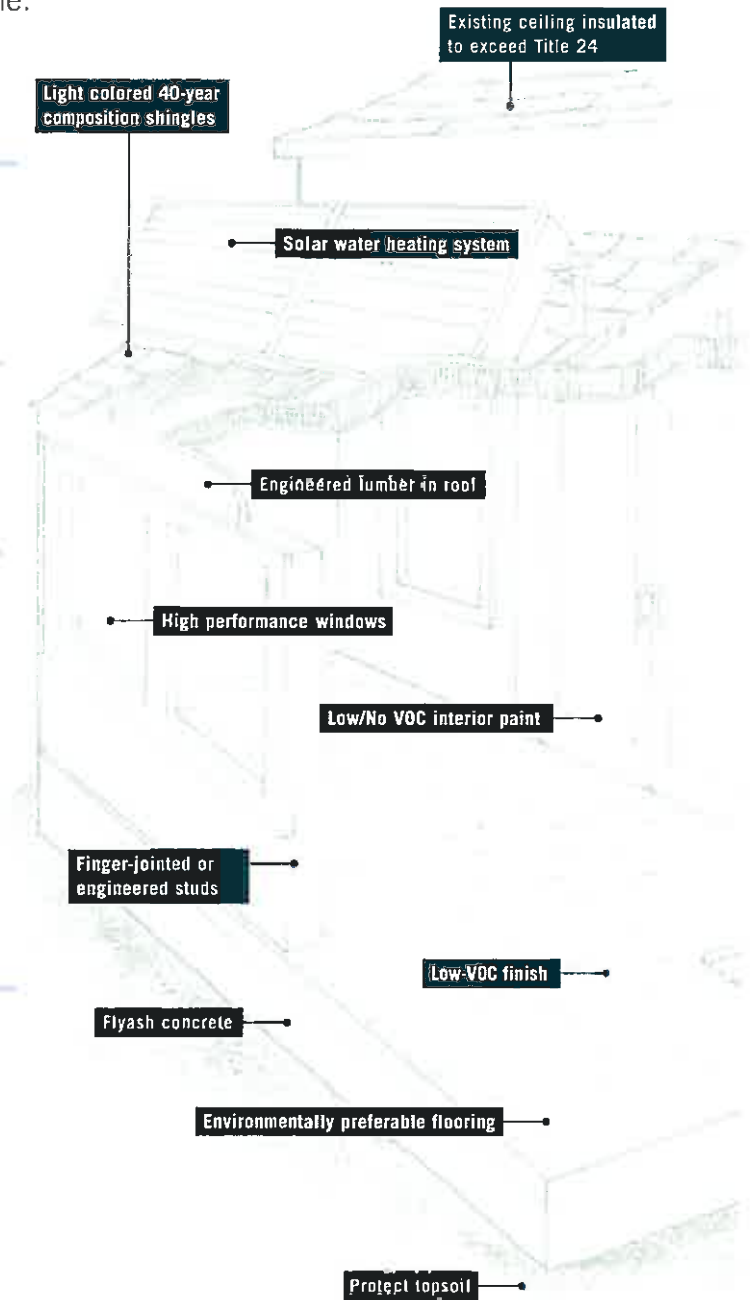 ne.
Existing ceiling insulated
to exceed Title 24
Light colored 40-year
composition shingles
Solar water heating system
Engineered lumber in roof
High performance windows
Low/No VOC interior paint
Finger-jointed or
engineered studs
Low-VOC finish
Flyash concrete
Environmentally preferable flooring
Protect topsoil